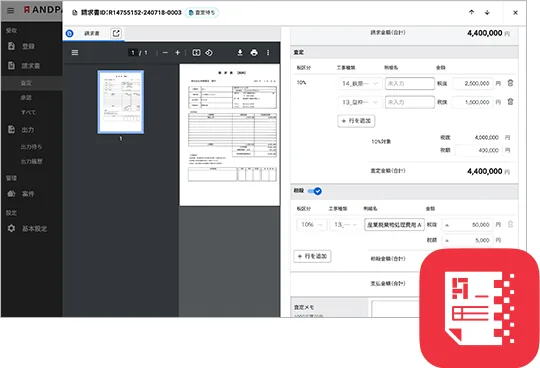 ANDPA
請求書ID:R14755152-240718-0003 査定待ち
受取
登録
請求書
査定
承認
すべて
出力
出力待ち
出力履歴
管理
案件
設定
基本設定
請求書
1 / 1
1
請求金額(合計) 4,400,000 円
査定
税区分 工事種類 明細名 金額
10% 14_鉄部… 未入力 税抜 2,500,000 円
13_型枠… 未入力 税抜 1,500,000 円
+ 行を追加
10%対象 税抜 4,000,000 円
税額 400,000 円
査定金額(合計) 4,400,000 円
相殺
税区分 工事種類 明細名 金額
10% 13_… 産業廃棄物処理費用 A 税抜 50,000 円
税額 5,000 円
+ 行を追加
相殺金額(合計)
支払金額(合計)
査定メモ